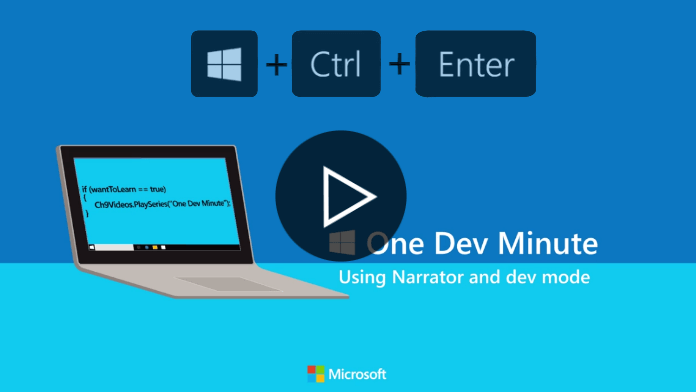 + Ctrl + Enter
if (wantToLearn == true)
{
Ch9Videos.PlaySeries("One Dev Minute");
}
One Dev Minute
Using Narrator and dev mode
Microsoft